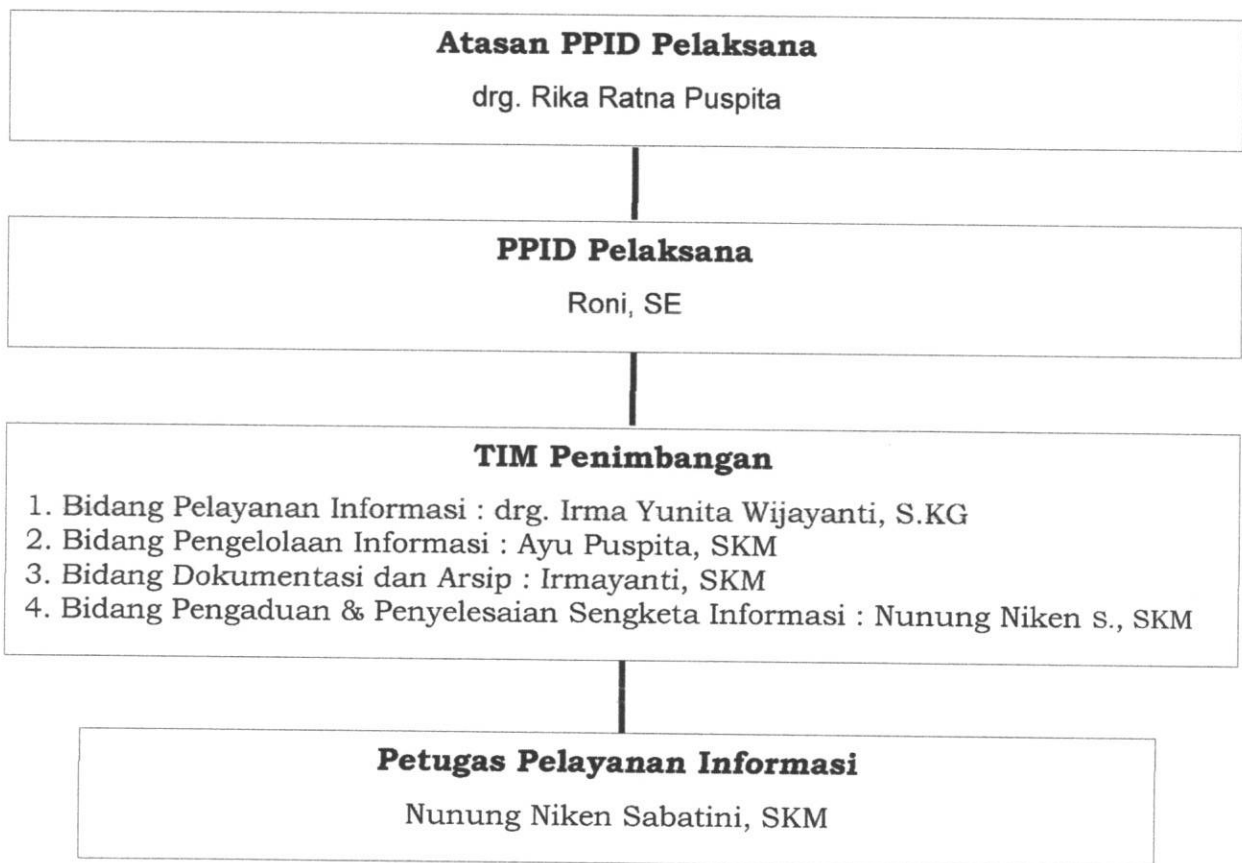 Atasan PPID Pelaksana
drg. Rika Ratna Puspita
PPID Pelaksana
Roni, SE
TIM Penimbangan
1. Bidang Pelayanan Informasi : drg. Irma Yunita Wijayanti, S.KG
2. Bidang Pengelolaan Informasi : Ayu Puspita, SKM
3. Bidang Dokumentasi dan Arsip : Irmayanti, SKM
4. Bidang Pengaduan & Penyelesaian Sengketa Informasi : Nunung Niken s., SKM
Petugas Pelayanan Informasi
Nunung Niken Sabatini, SKM